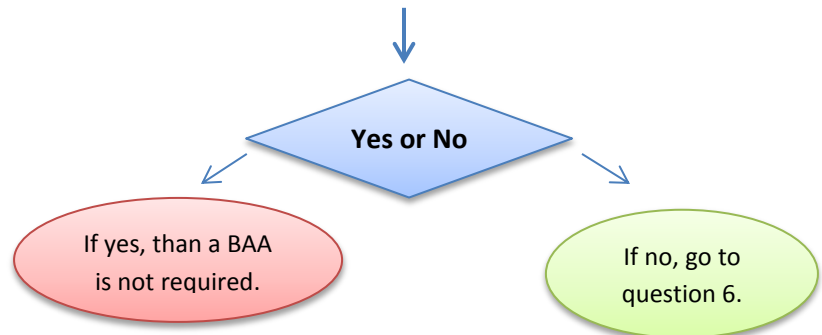 Yes or No
If yes, than a BAA
is not required.
If no, go to
question 6.